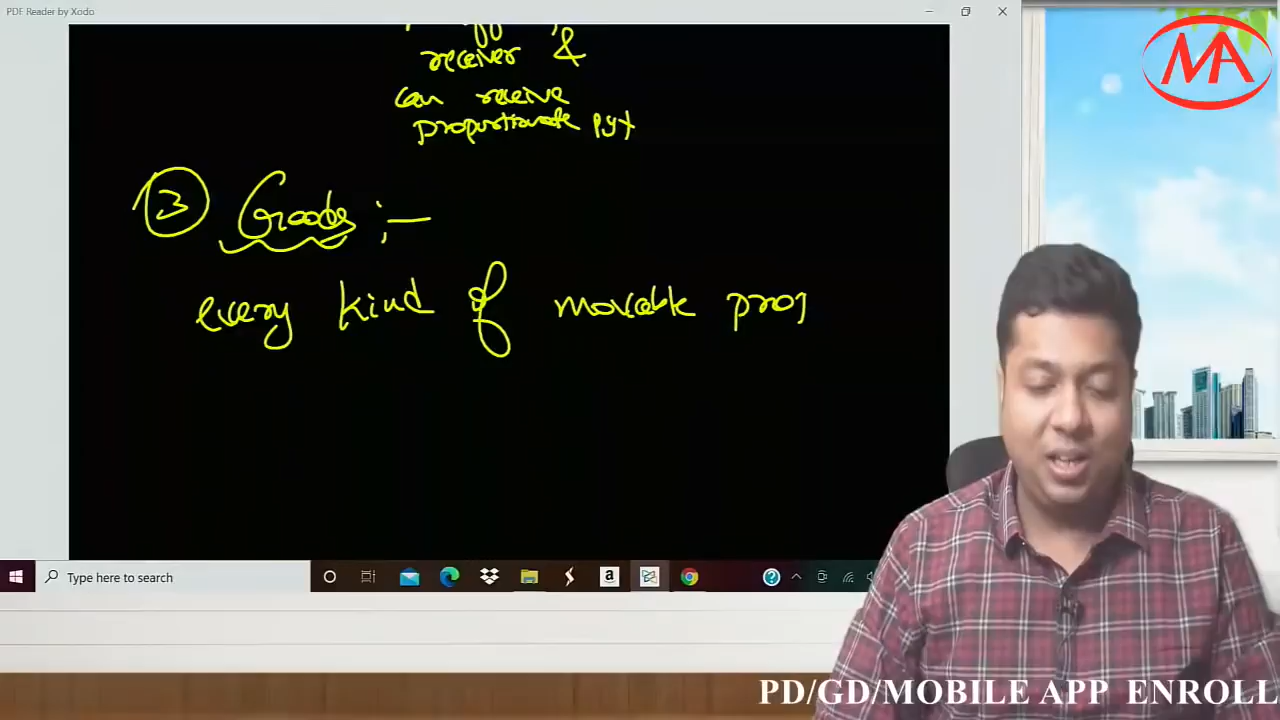 PDF Reader by Xodo
MA
receiver &
can receive
proportionate pyt
③ Goods :-
every kind of movable prop
Type here to search
PD/GD/MOBILE APP ENROLL